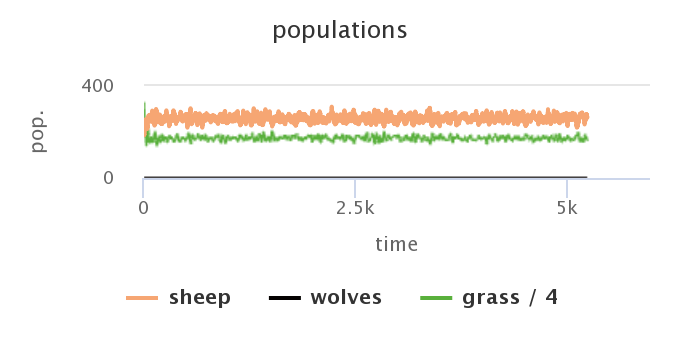 populations
400
pop.
0
0 2.5k 5k
time
sheep wolves grass / 4